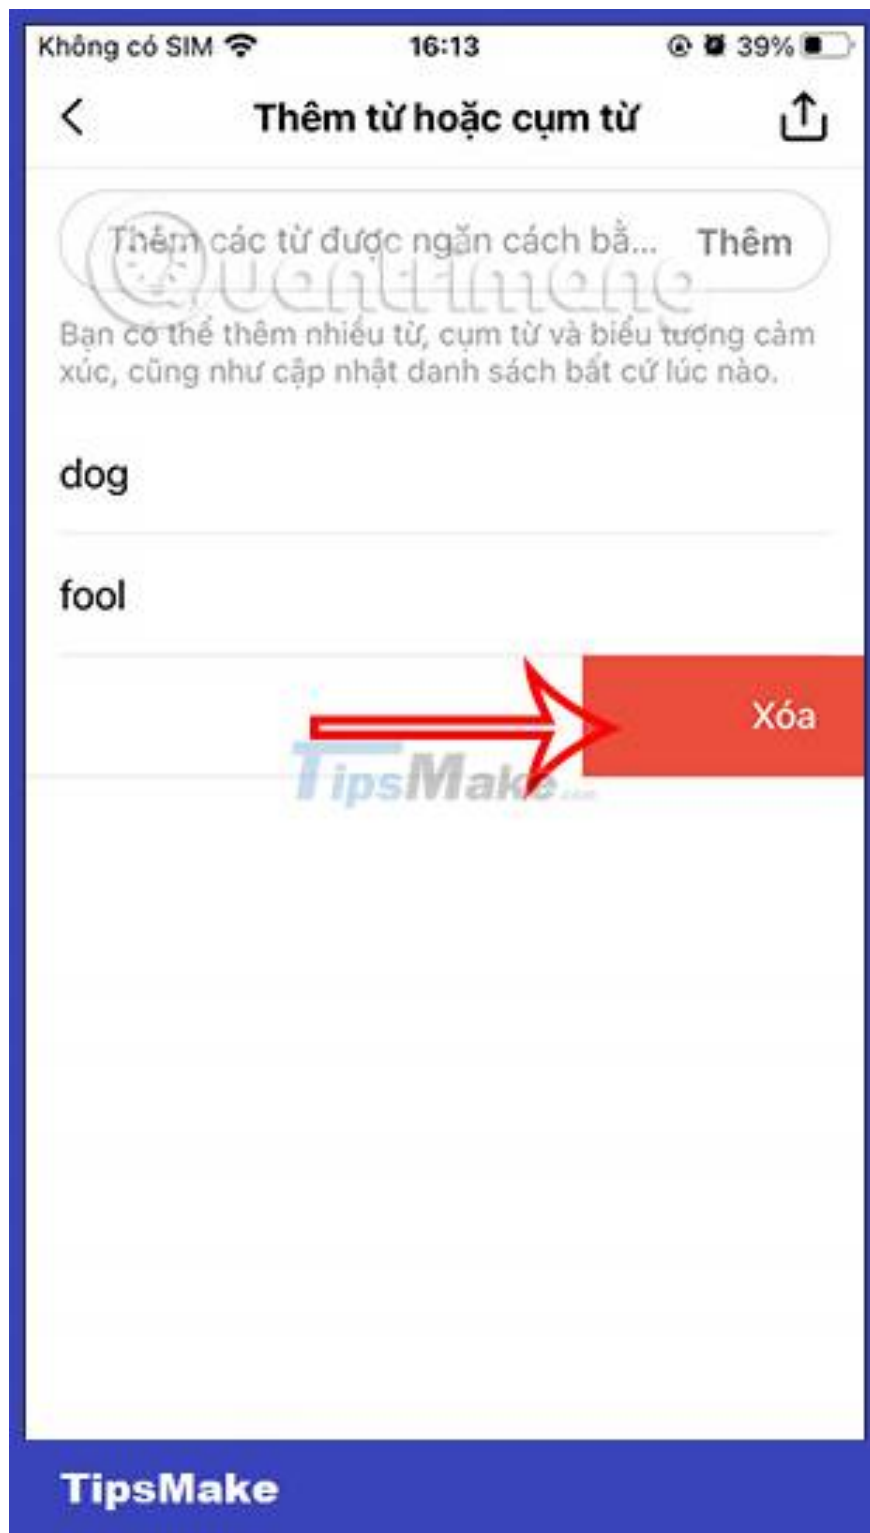 Không có SIM 16:13 39%
Thêm từ hoặc cụm từ
Thêm các từ được ngăn cách bằ... Thêm
Quantrimang
Bạn có thể thêm nhiều từ, cụm từ và biểu tượng cảm
xúc, cũng như cập nhật danh sách bất cứ lúc nào.
dog
fool
Xóa
TipsMake.com
TipsMake